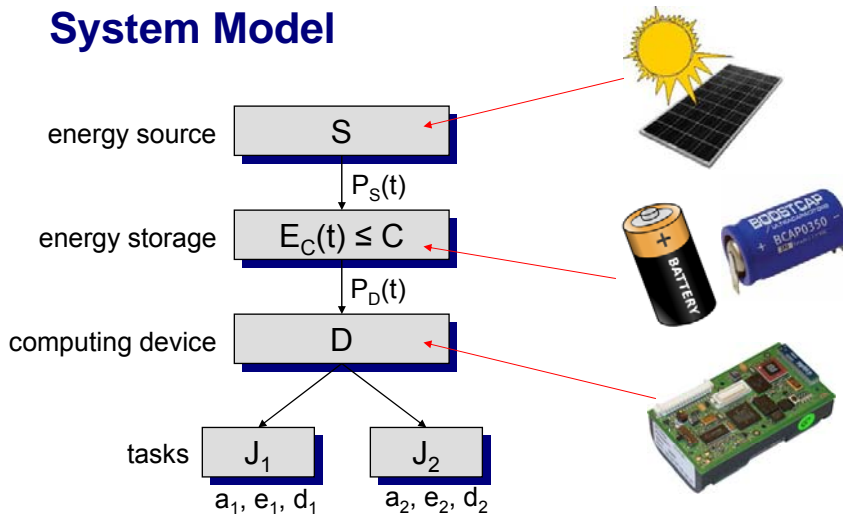 System Model
energy source
S
P_S(t)
energy storage
E_C(t) ≤ C
P_D(t)
computing device
D
tasks
J_1
J_2
a_1, e_1, d_1
a_2, e_2, d_2
+
BATTERY
BOOSTCAP
ULTRACAPACITOR
+ BCAP0350 -